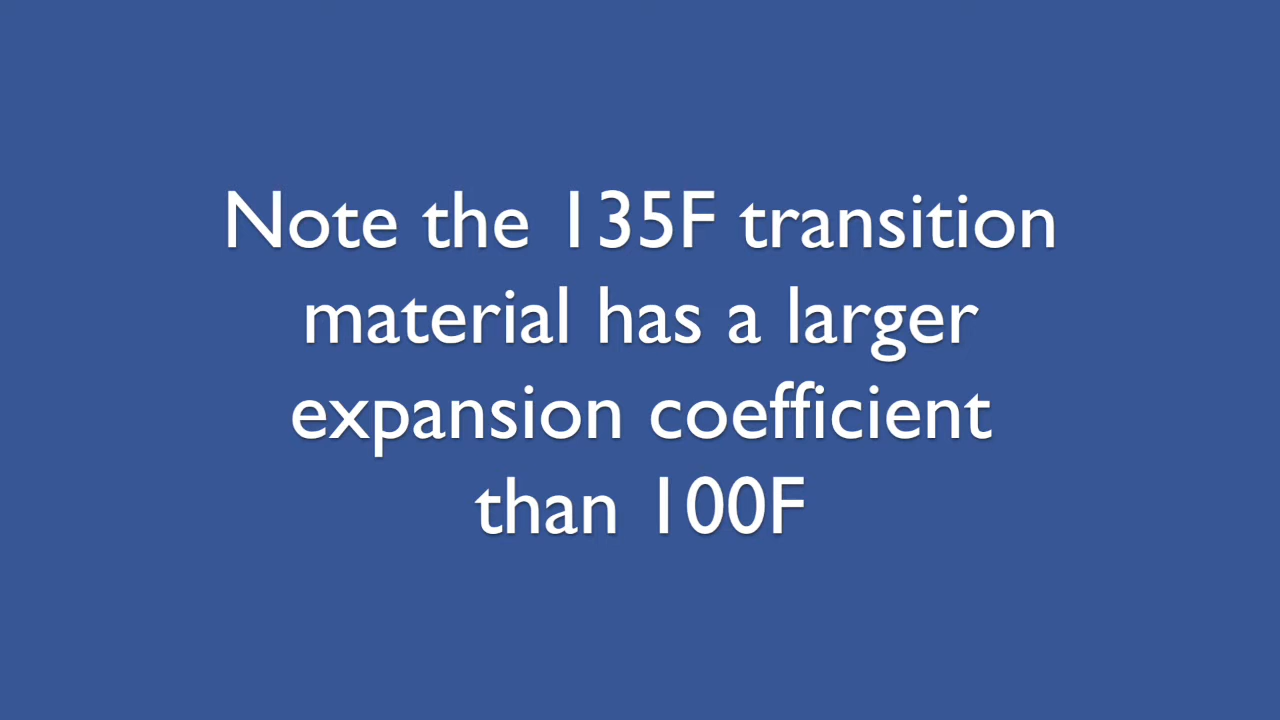 Note the 135F transition
material has a larger
expansion coefficient
than 100F